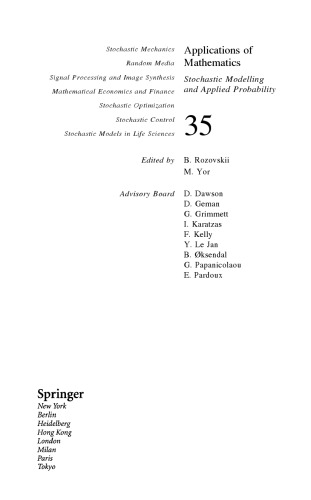 Stochastic Mechanics
Random Media
Signal Processing and Image Synthesis
Mathematical Economics and Finance
Stochastic Optimization
Stochastic Control
Stochastic Models in Life Sciences
Applications of
Mathematics
Stochastic Modelling
and Applied Probability
35
Edited by B. Rozovskii
M. Yor
Advisory Board D. Dawson
D. Geman
G. Grimmett
I. Karatzas
F. Kelly
Y. Le Jan
B. Øksendal
G. Papanicolaou
E. Pardoux
Springer
New York
Berlin
Heidelberg
Hong Kong
London
Milan
Paris
Tokyo